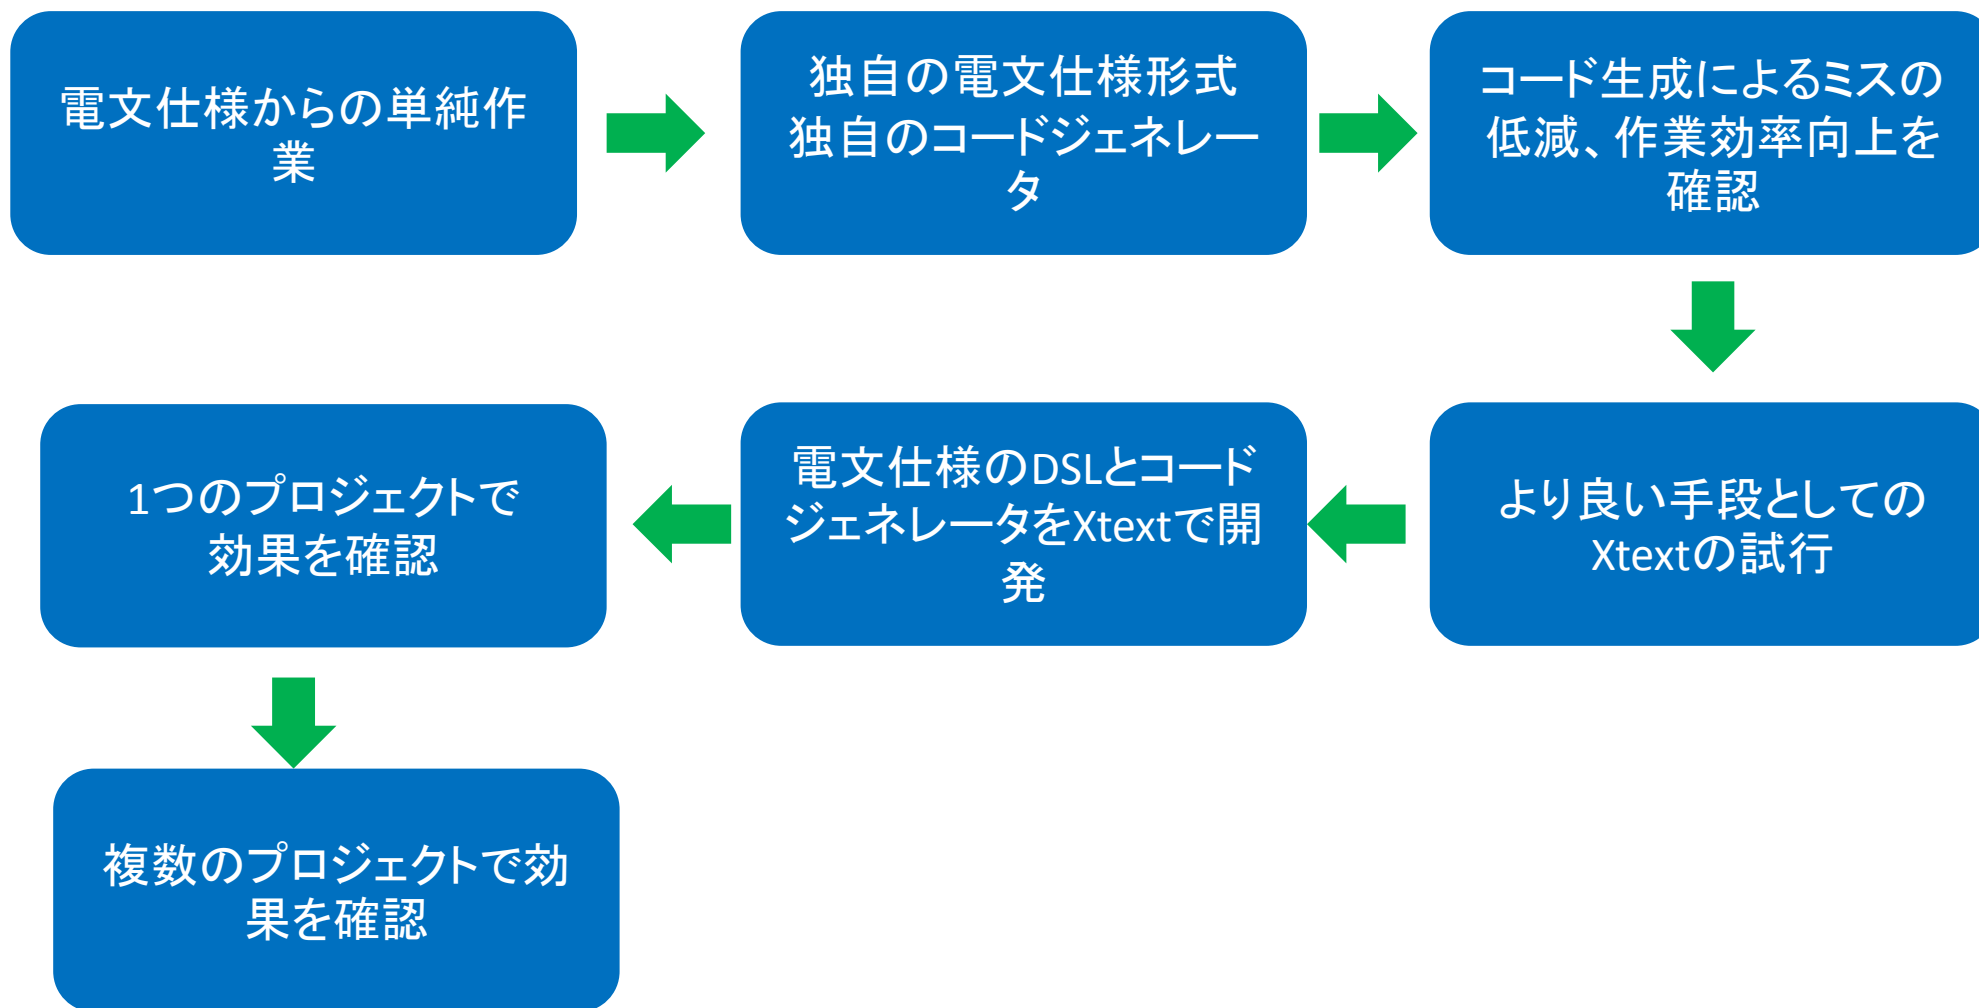 電文仕様からの単純作
業
独自の電文仕様形式
独自のコードジェネレー
タ
コード生成によるミスの
低減、作業効率向上を
確認
より良い手段としての
Xtextの試行
電文仕様のDSLとコード
ジェネレータをXtextで開
発
1つのプロジェクトで
効果を確認
複数のプロジェクトで効
果を確認